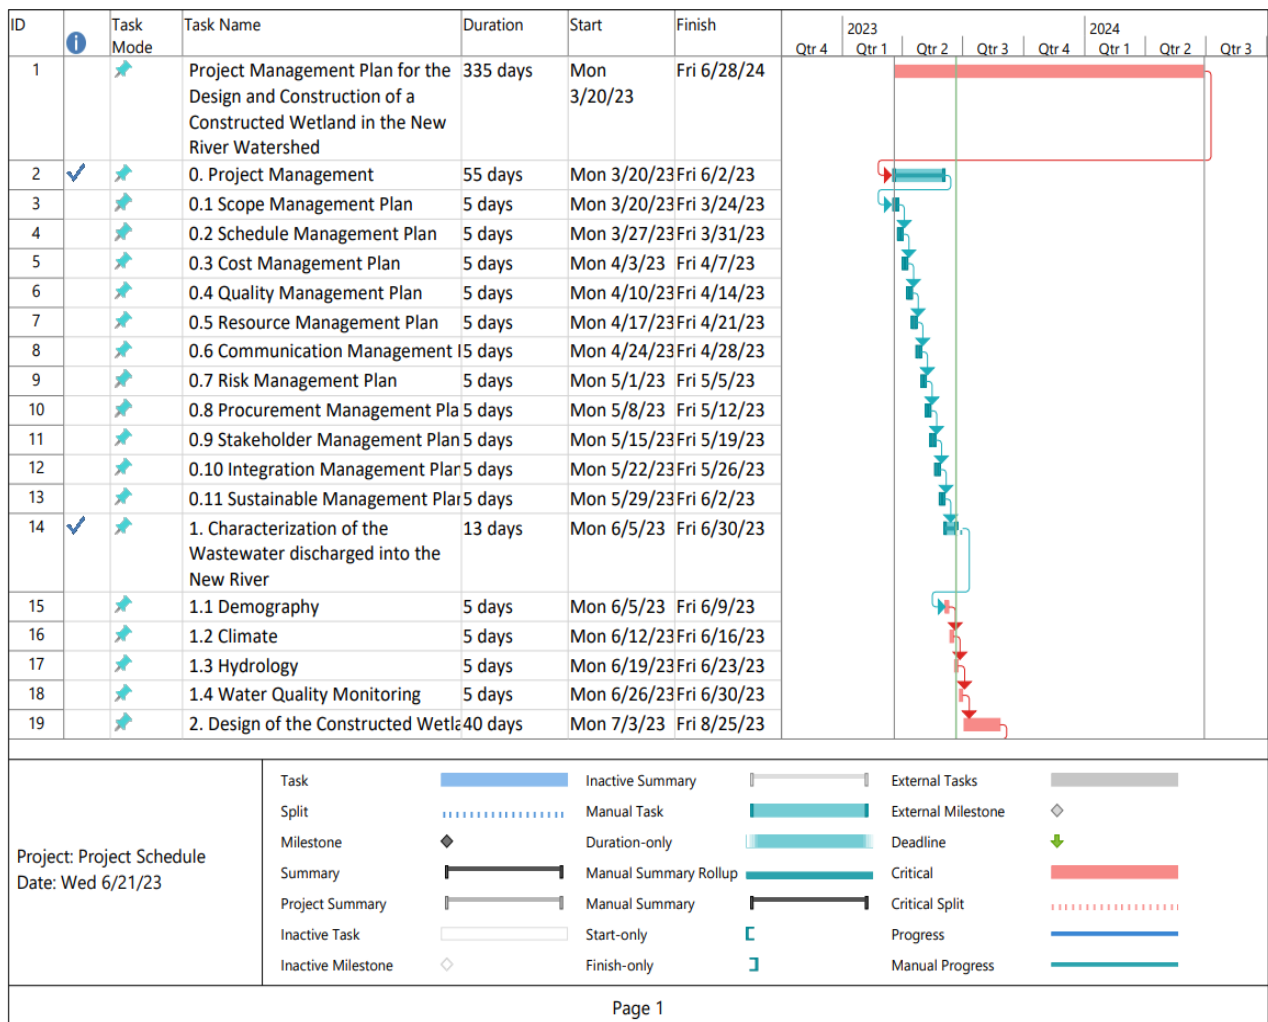 ID Task Mode Task Name Duration Start Finish
2023 2024
Qtr 4 Qtr 1 Qtr 2 Qtr 3 Qtr 4 Qtr 1 Qtr 2 Qtr 3
1 Project Management Plan for the 335 days Mon Fri 6/28/24
Design and Construction of a 3/20/23
Constructed Wetland in the New
River Watershed
2 0. Project Management 55 days Mon 3/20/23 Fri 6/2/23
3 0.1 Scope Management Plan 5 days Mon 3/20/23 Fri 3/24/23
4 0.2 Schedule Management Plan 5 days Mon 3/27/23 Fri 3/31/23
5 0.3 Cost Management Plan 5 days Mon 4/3/23 Fri 4/7/23
6 0.4 Quality Management Plan 5 days Mon 4/10/23 Fri 4/14/23
7 0.5 Resource Management Plan 5 days Mon 4/17/23 Fri 4/21/23
8 0.6 Communication Management 5 days Mon 4/24/23 Fri 4/28/23
9 0.7 Risk Management Plan 5 days Mon 5/1/23 Fri 5/5/23
10 0.8 Procurement Management Pla 5 days Mon 5/8/23 Fri 5/12/23
11 0.9 Stakeholder Management Plan 5 days Mon 5/15/23 Fri 5/19/23
12 0.10 Integration Management Plan 5 days Mon 5/22/23 Fri 5/26/23
13 0.11 Sustainable Management Plan 5 days Mon 5/29/23 Fri 6/2/23
14 1. Characterization of the 13 days Mon 6/5/23 Fri 6/30/23
Wastewater discharged into the
New River
15 1.1 Demography 5 days Mon 6/5/23 Fri 6/9/23
16 1.2 Climate 5 days Mon 6/12/23 Fri 6/16/23
17 1.3 Hydrology 5 days Mon 6/19/23 Fri 6/23/23
18 1.4 Water Quality Monitoring 5 days Mon 6/26/23 Fri 6/30/23
19 2. Design of the Constructed Wetla 40 days Mon 7/3/23 Fri 8/25/23
Project: Project Schedule
Date: Wed 6/21/23
Task Inactive Summary External Tasks
Split Manual Task External Milestone
Milestone Duration-only Deadline
Summary Manual Summary Rollup Critical
Project Summary Manual Summary Critical Split
Inactive Task Start-only Progress
Inactive Milestone Finish-only Manual Progress
Page 1